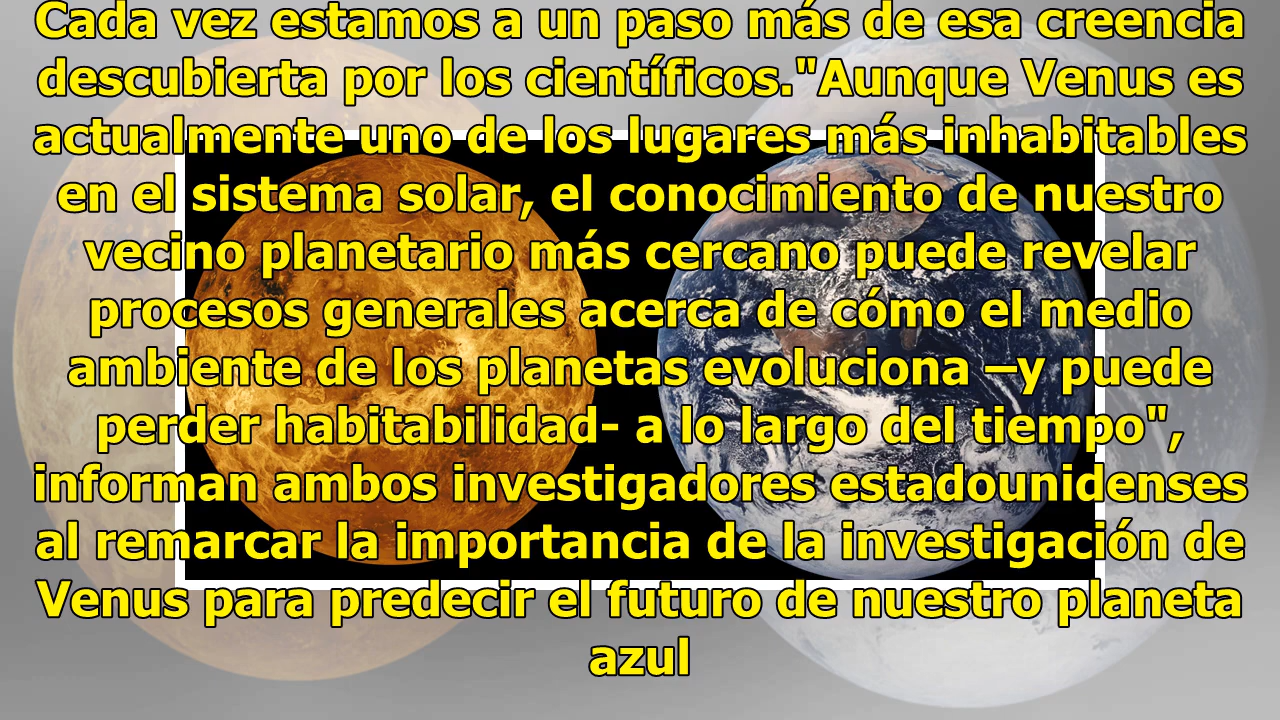 Cada vez estamos a un paso más de esa creencia
descubierta por los científicos."Aunque Venus es
actualmente uno de los lugares más inhabitables
en el sistema solar, el conocimiento de nuestro
vecino planetario más cercano puede revelar
procesos generales acerca de cómo el medio
ambiente de los planetas evoluciona –y puede
perder habitabilidad- a lo largo del tiempo",
informan ambos investigadores estadounidenses
al remarcar la importancia de la investigación de
Venus para predecir el futuro de nuestro planeta
azul